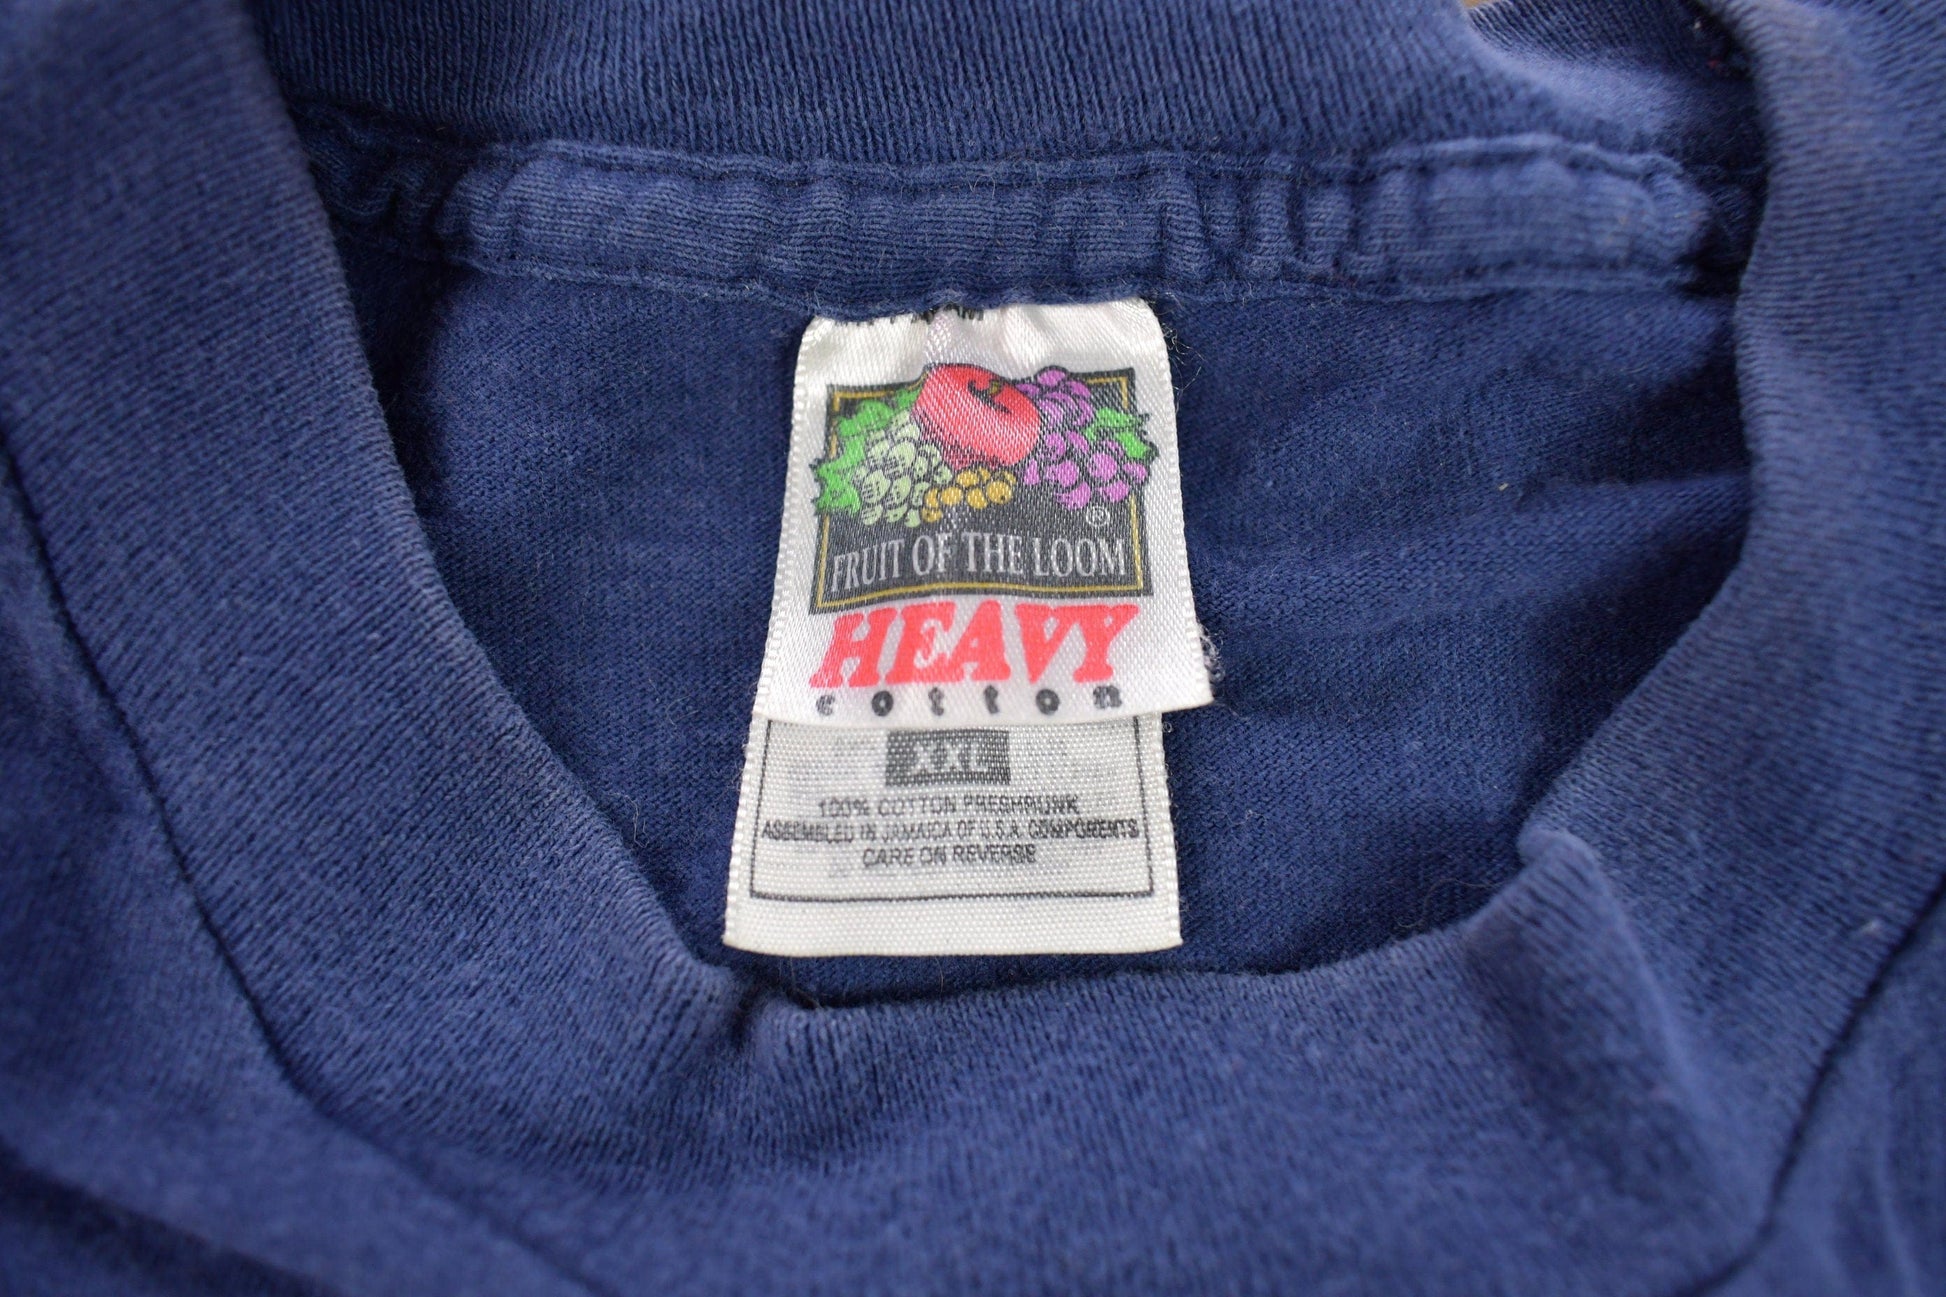 ®
FRUIT OF THE LOOM
HEAVY
cotton
XXL
100% COTTON PRESHRUNK
ASSEMBLED IN JAMAICA OF U.S.A. COMPONENTS
CARE ON REVERSE